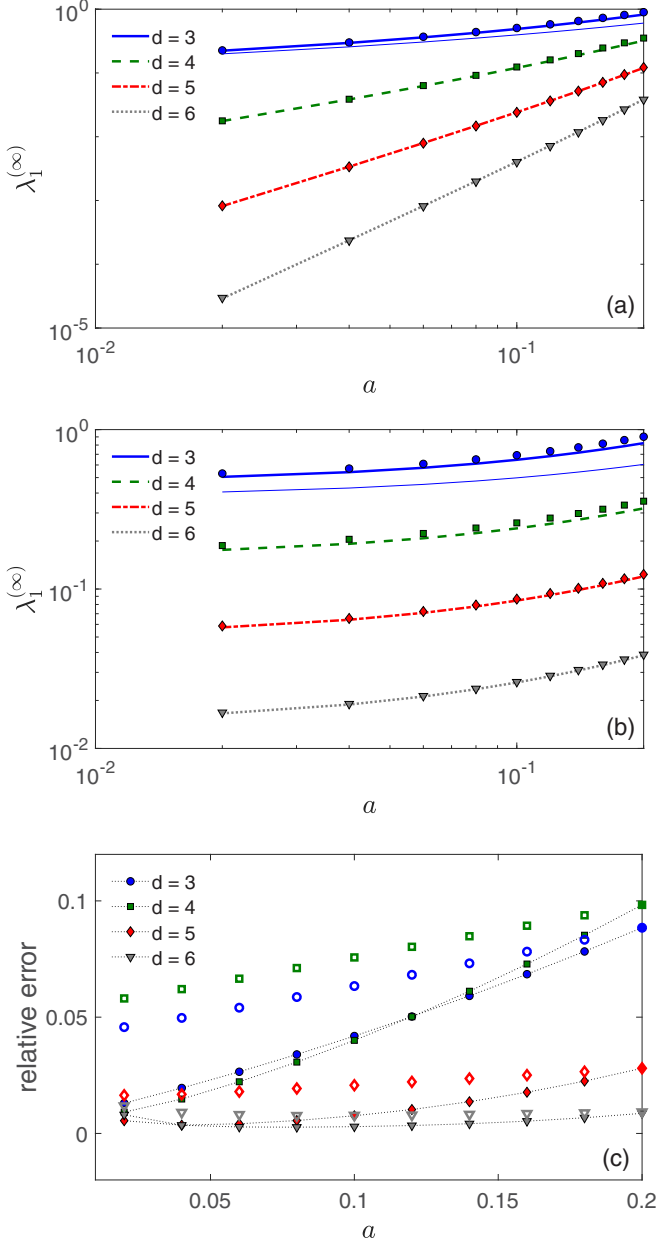 10^0
d = 3
d = 4
d = 5
d = 6
λ_1^(∞)
10^-5
10^-2
10^-1
a
(a)
10^0
d = 3
d = 4
d = 5
d = 6
10^-1
λ_1^(∞)
10^-2
10^-2
10^-1
a
(b)
d = 3
d = 4
d = 5
d = 6
0.1
0.05
0
relative error
0.05
0.1
0.15
0.2
a
(c)